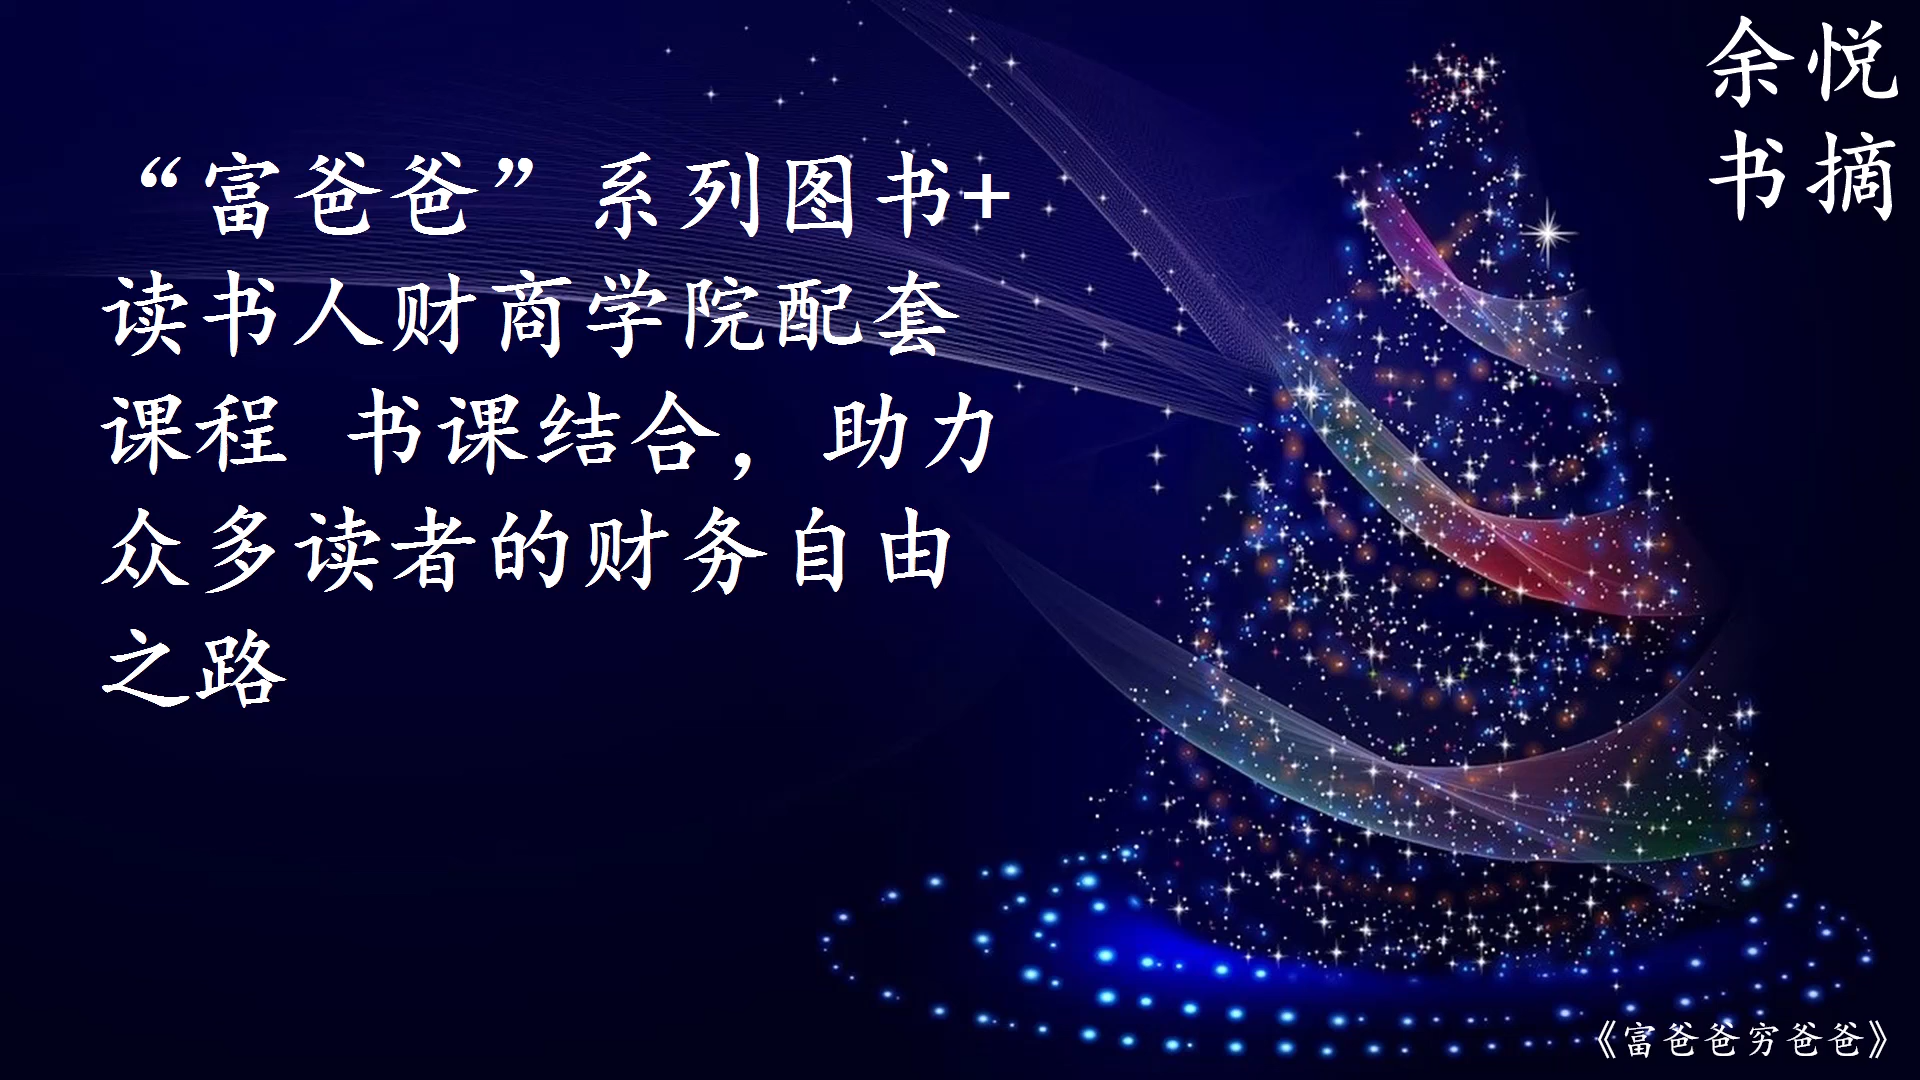 余悦
书摘
“富爸爸”系列图书+
读书人财商学院配套
课程 书课结合，助力
众多读者的财务自由
之路
《富爸爸穷爸爸》